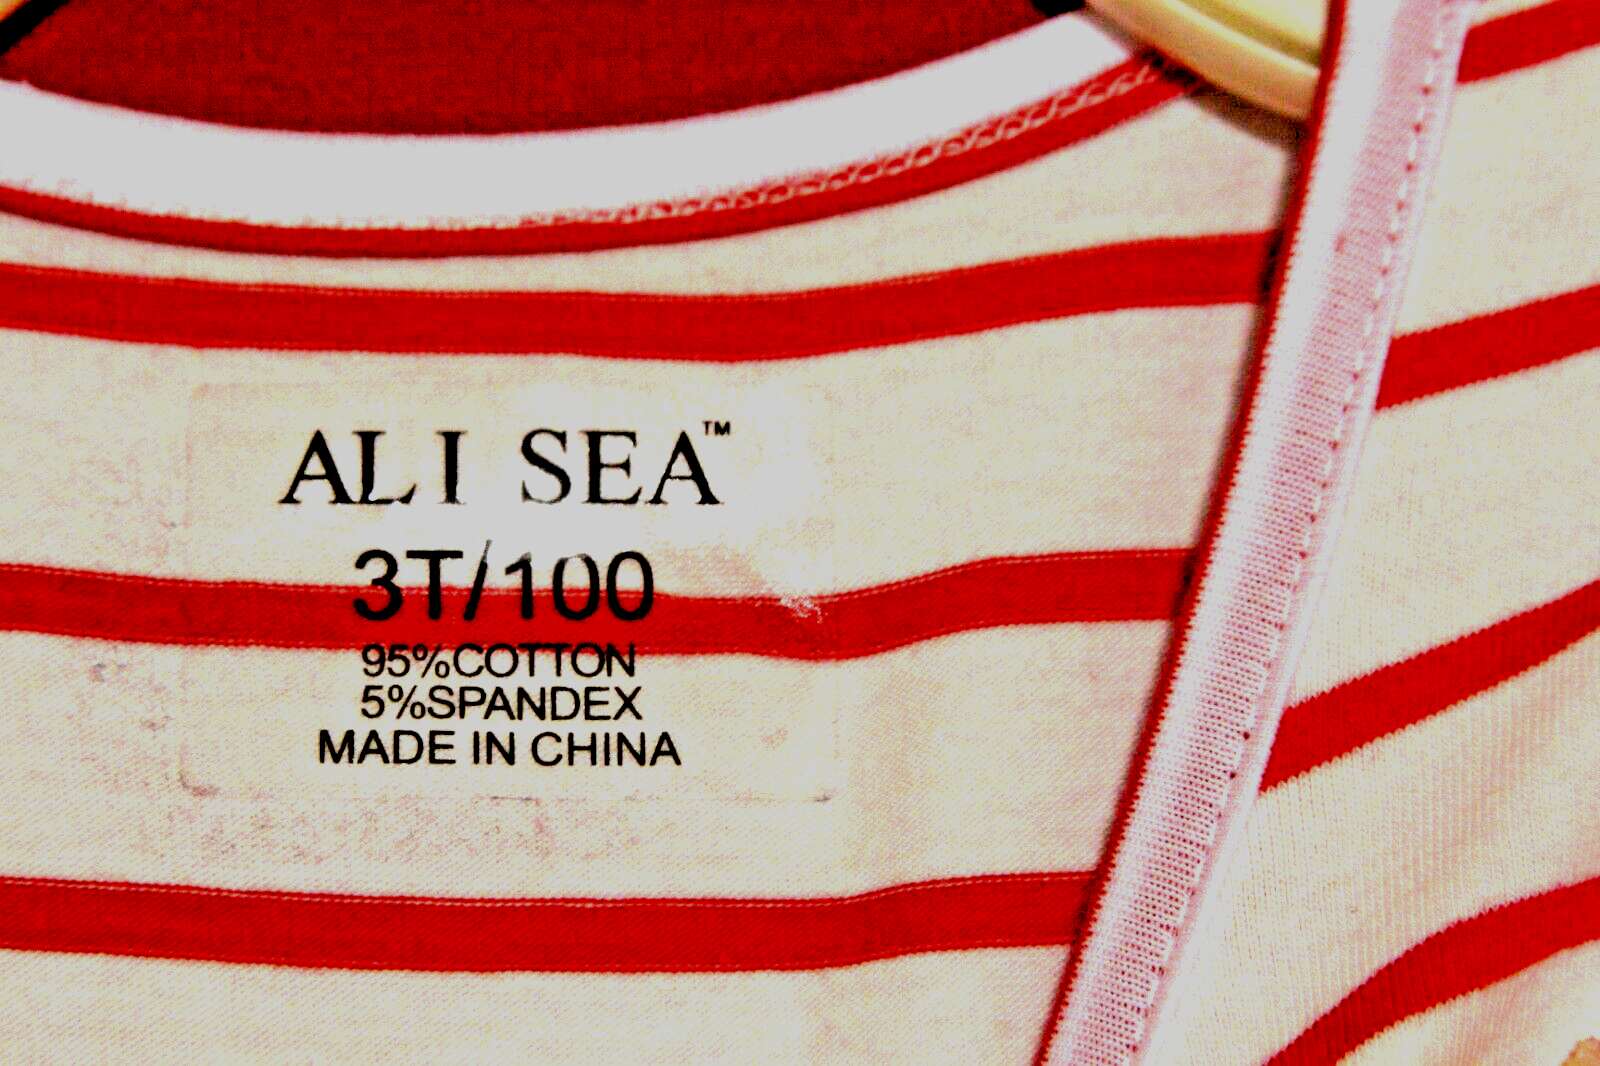 ALI SEA™
3T/100
95%COTTON
5%SPANDEX
MADE IN CHINA